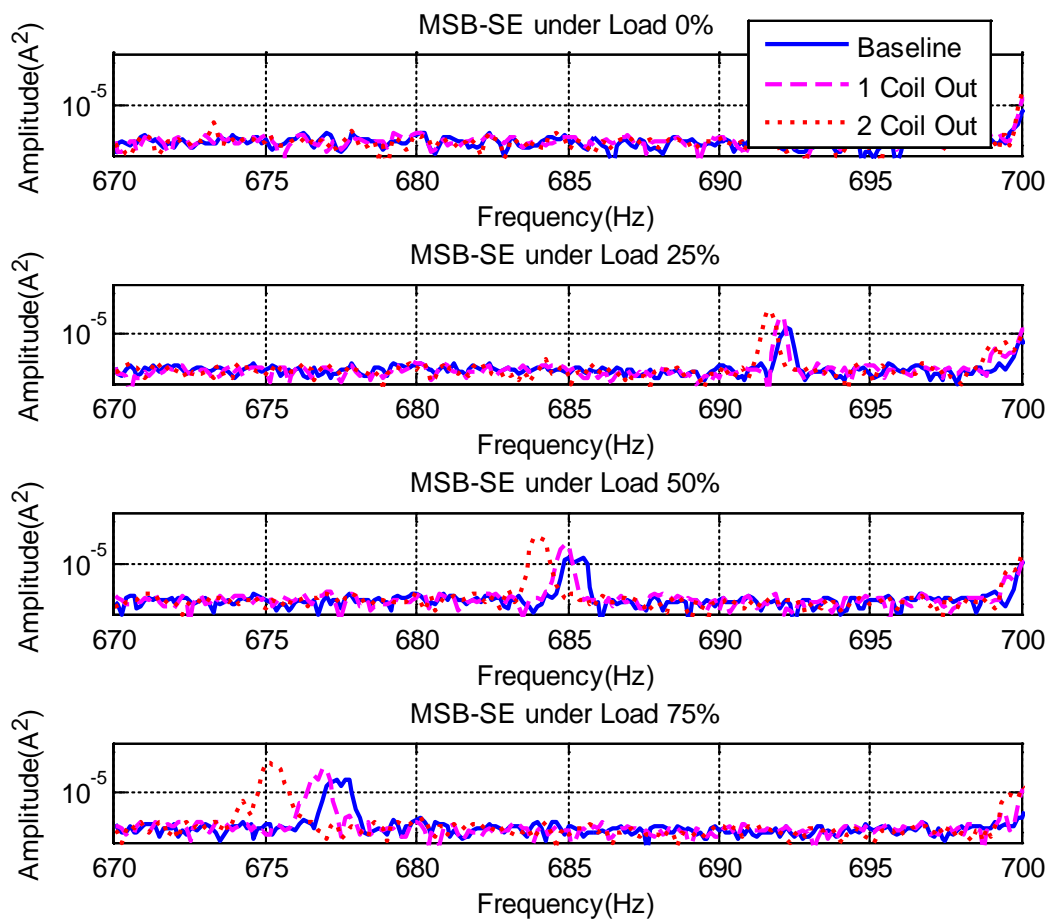 MSB-SE under Load 0%
Baseline
1 Coil Out
2 Coil Out
Amplitude(A²)
10⁻⁵
670 675 680 685 690 695 700
Frequency(Hz)
MSB-SE under Load 25%
Amplitude(A²)
10⁻⁵
670 675 680 685 690 695 700
Frequency(Hz)
MSB-SE under Load 50%
Amplitude(A²)
10⁻⁵
670 675 680 685 690 695 700
Frequency(Hz)
MSB-SE under Load 75%
Amplitude(A²)
10⁻⁵
670 675 680 685 690 695 700
Frequency(Hz)